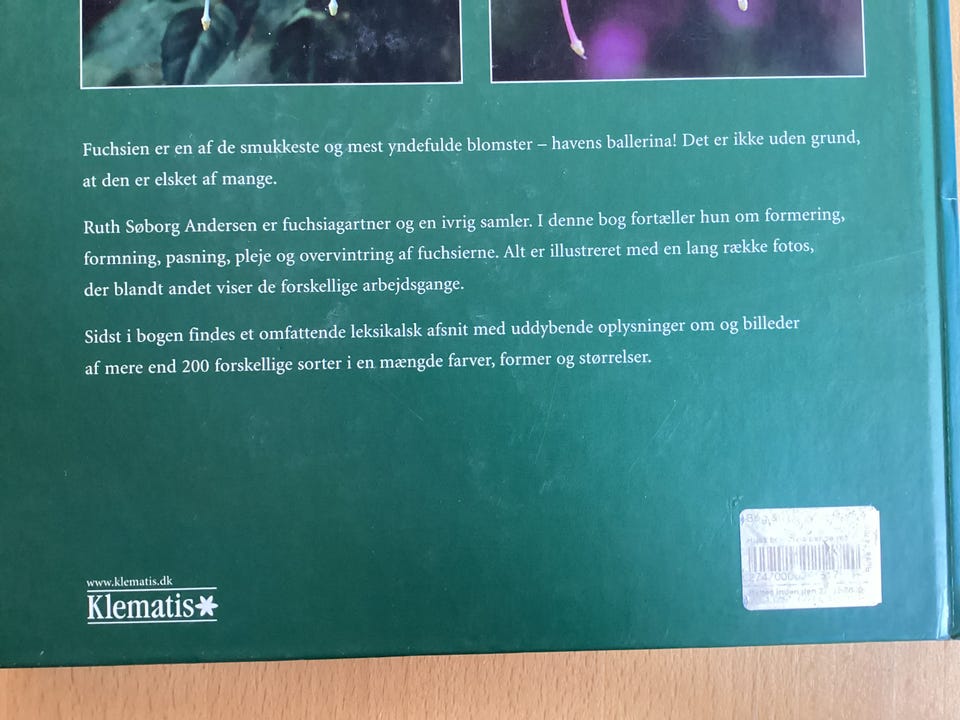 Fuchsien er en af de smukkeste og mest yndefulde blomster – havens ballerina! Det er ikke uden grund,
at den er elsket af mange.
Ruth Søborg Andersen er fuchsiagartner og en ivrig samler. I denne bog fortæller hun om formering,
formning, pasning, pleje og overvintring af fuchsierne. Alt er illustreret med en lang række fotos,
der blandt andet viser de forskellige arbejdsgange.
Sidst i bogen findes et omfattende leksikalsk afsnit med uddybende oplysninger om og billeder
af mere end 200 forskellige sorter i en mængde farver, former og størrelser.
www.klematis.dk
Klematis